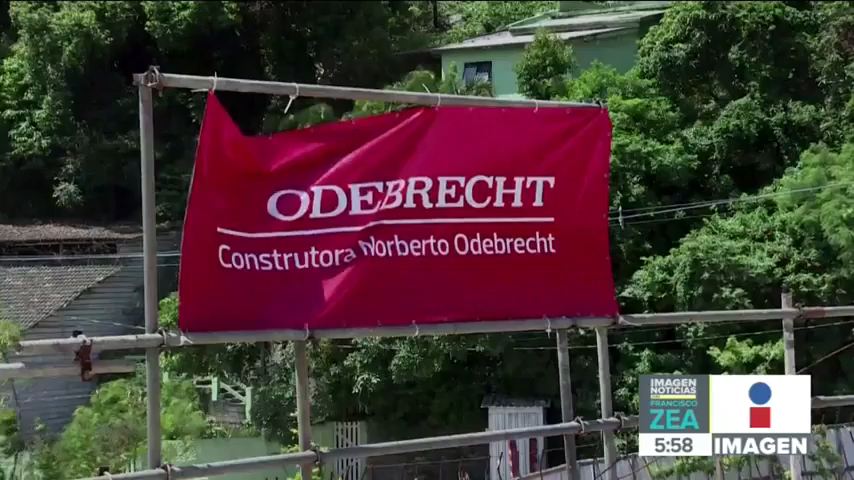 ODEBRECHT
Construtora Norberto Odebrecht
IMAGEN
NOTICIAS
FRANCISCO
ZEA
5:58
IMAGEN